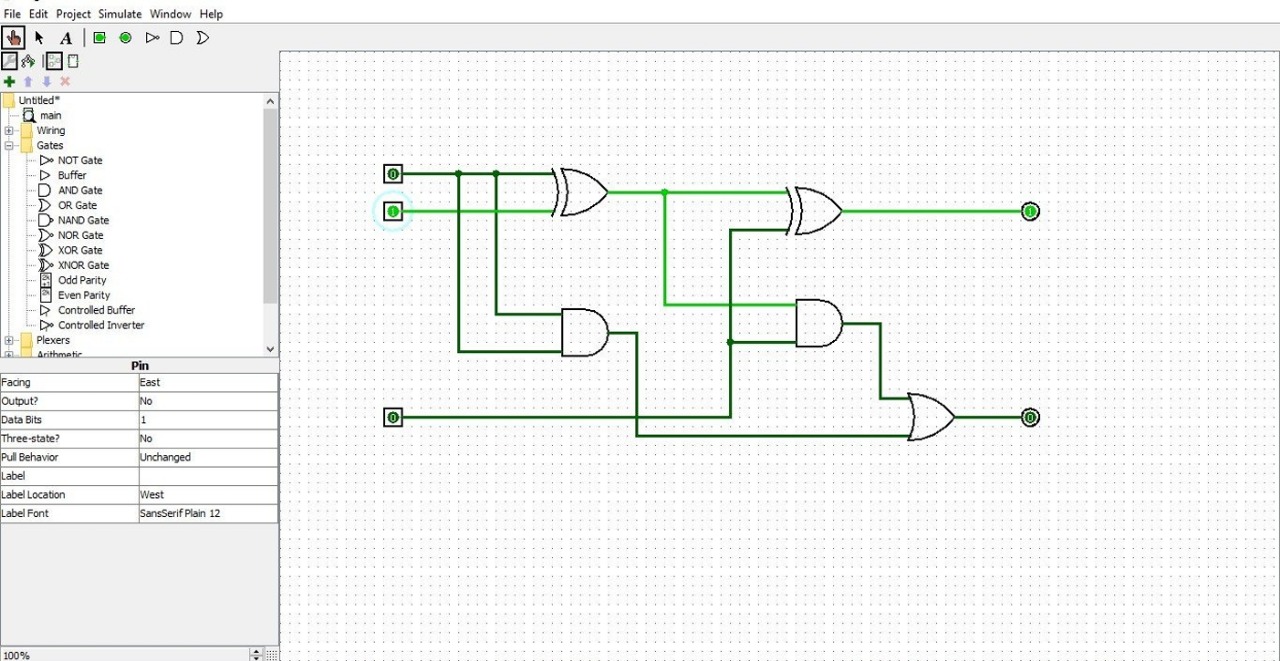 File Edit Project Simulate Window Help
A
Untitled*
main
Wiring
Gates
NOT Gate
Buffer
AND Gate
OR Gate
NAND Gate
NOR Gate
XOR Gate
XNOR Gate
Odd Parity
Even Parity
Controlled Buffer
Controlled Inverter
Plexers
Arithmetic
Pin
Facing East
Output? No
Data Bits 1
Three-state? No
Pull Behavior Unchanged
Label
Label Location West
Label Font SansSerif Plain 12
0
1
1
0
0
100%